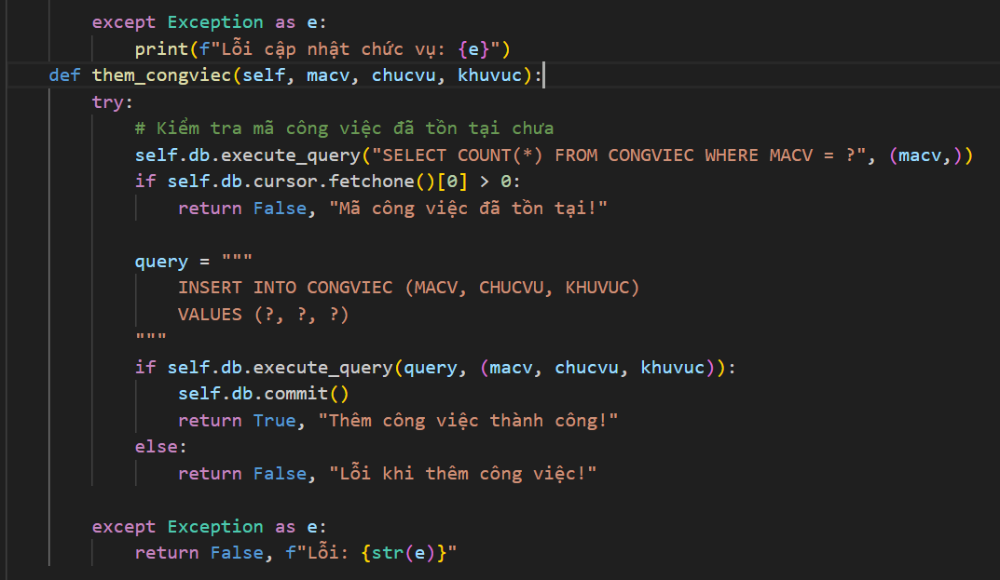 except Exception as e:
print(f"Lỗi cập nhật chức vụ: {e}")
def them_congviec(self, macv, chucvu, khuvuc):
try:
# Kiểm tra mã công việc đã tồn tại chưa
self.db.execute_query("SELECT COUNT(*) FROM CONGVIEC WHERE MACV = ?", (macv,))
if self.db.cursor.fetchone()[0] > 0:
return False, "Mã công việc đã tồn tại!"
query = """
INSERT INTO CONGVIEC (MACV, CHUCVU, KHUVUC)
VALUES (?, ?, ?)
"""
if self.db.execute_query(query, (macv, chucvu, khuvuc)):
self.db.commit()
return True, "Thêm công việc thành công!"
else:
return False, "Lỗi khi thêm công việc!"
except Exception as e:
return False, f"Lỗi: {str(e)}"